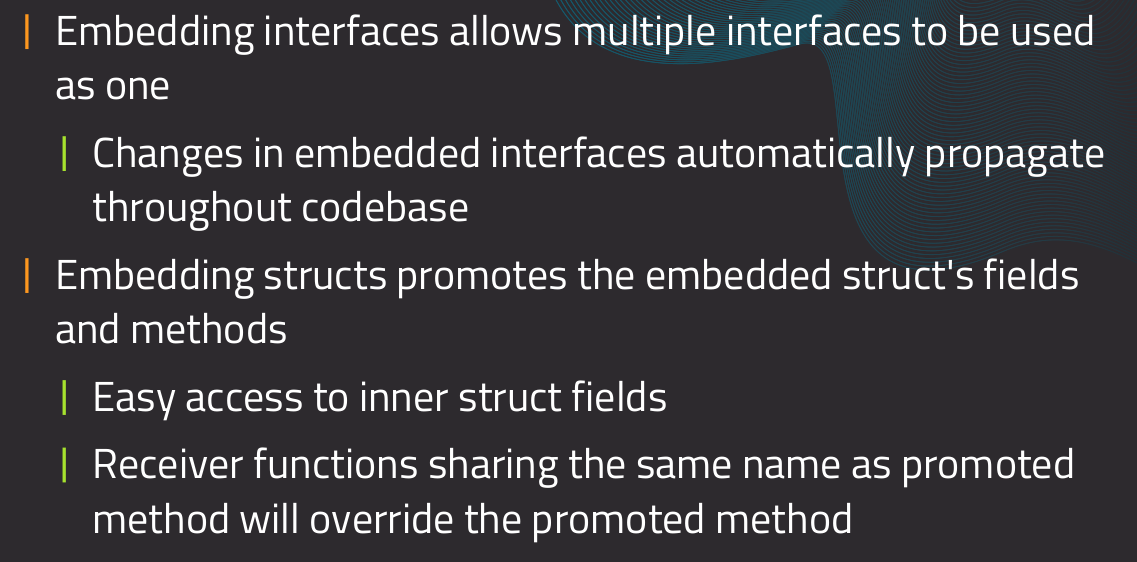 Embedding interfaces allows multiple interfaces to be used
as one
Changes in embedded interfaces automatically propagate
throughout codebase
Embedding structs promotes the embedded struct's fields
and methods
Easy access to inner struct fields
Receiver functions sharing the same name as promoted
method will override the promoted method